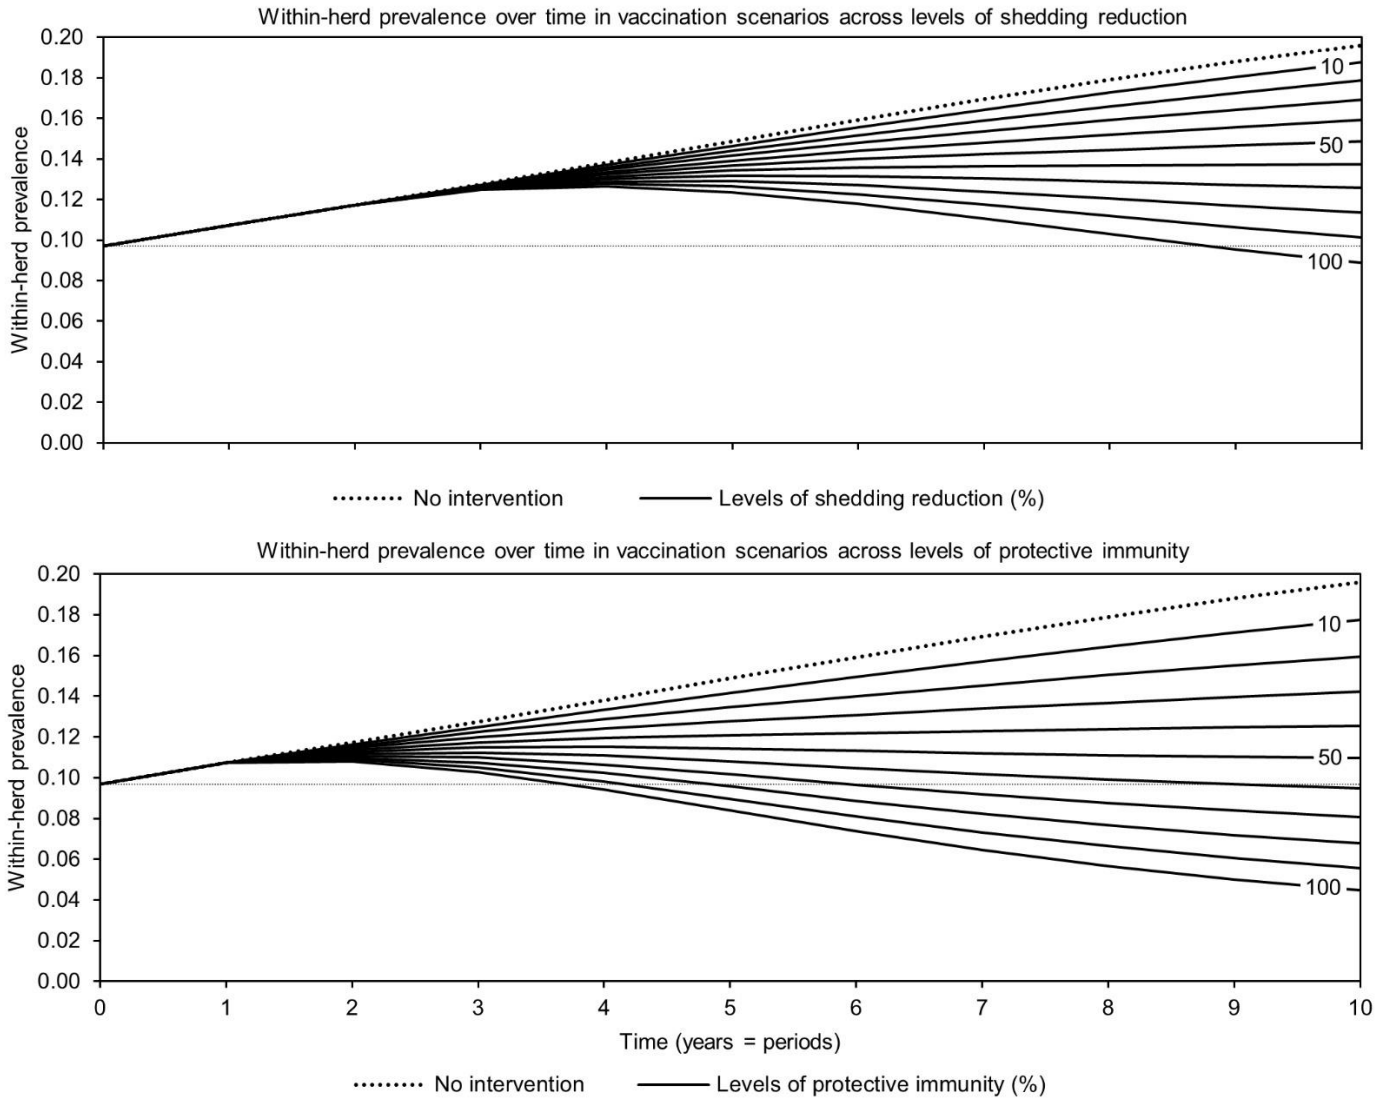 Within-herd prevalence over time in vaccination scenarios across levels of shedding reduction
Within-herd prevalence
0.20
0.18
0.16
0.14
0.12
0.10
0.08
0.06
0.04
0.02
0.00
10
50
100
No intervention
Levels of shedding reduction (%)
Within-herd prevalence over time in vaccination scenarios across levels of protective immunity
Within-herd prevalence
0.20
0.18
0.16
0.14
0.12
0.10
0.08
0.06
0.04
0.02
0.00
10
50
100
0 1 2 3 4 5 6 7 8 9 10
Time (years = periods)
No intervention
Levels of protective immunity (%)